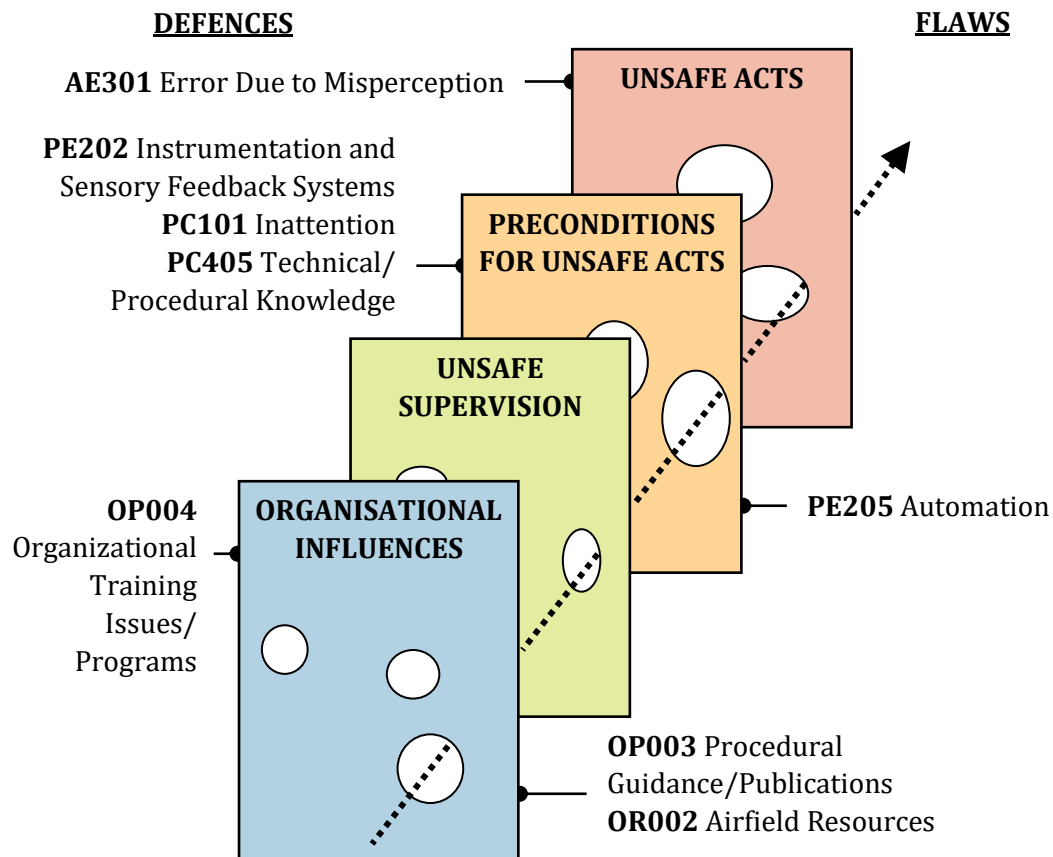 DEFENCES
FLAWS
AE301 Error Due to Misperception
UNSAFE ACTS
PE202 Instrumentation and
Sensory Feedback Systems
PC101 Inattention
PC405 Technical/
Procedural Knowledge
PRECONDITIONS
FOR UNSAFE ACTS
UNSAFE
SUPERVISION
PE205 Automation
OP004
Organizational
Training
Issues/
Programs
ORGANISATIONAL
INFLUENCES
OP003 Procedural
Guidance/Publications
OR002 Airfield Resources